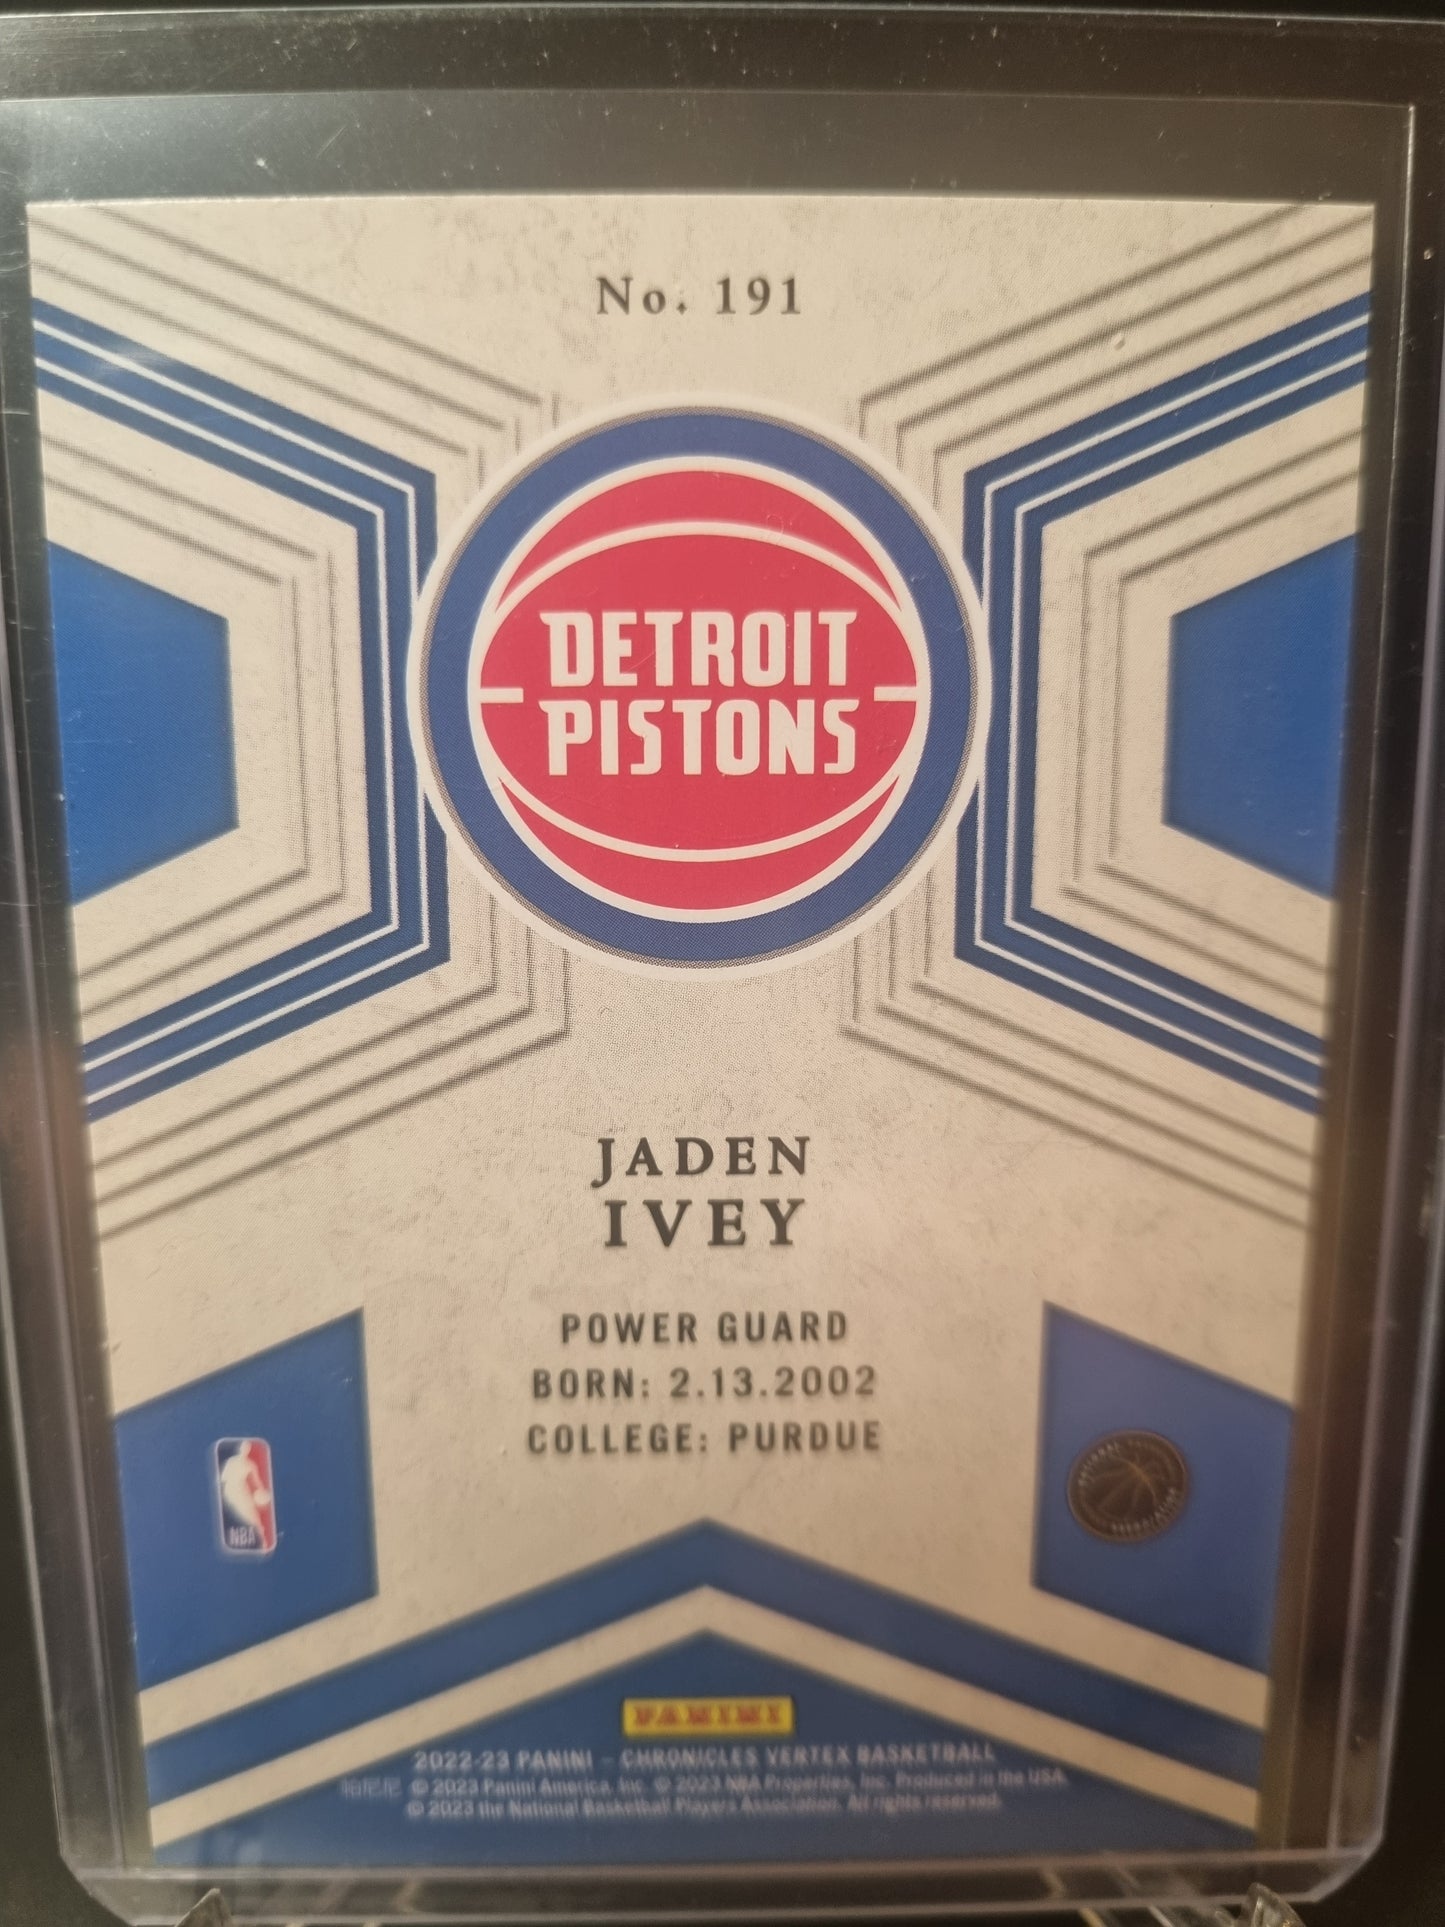 No. 191
DETROIT
PISTONS
JADEN
IVEY
POWER GUARD
BORN: 2.13.2002
COLLEGE: PURDUE
NBA
PANINI
2022-23 PANINI – CHRONICLES VERTEX BASKETBALL
© 2023 Panini America, Inc. © 2023 NBA Properties, Inc. Produced in the USA.
© 2023 the National Basketball Players Association. All rights reserved.